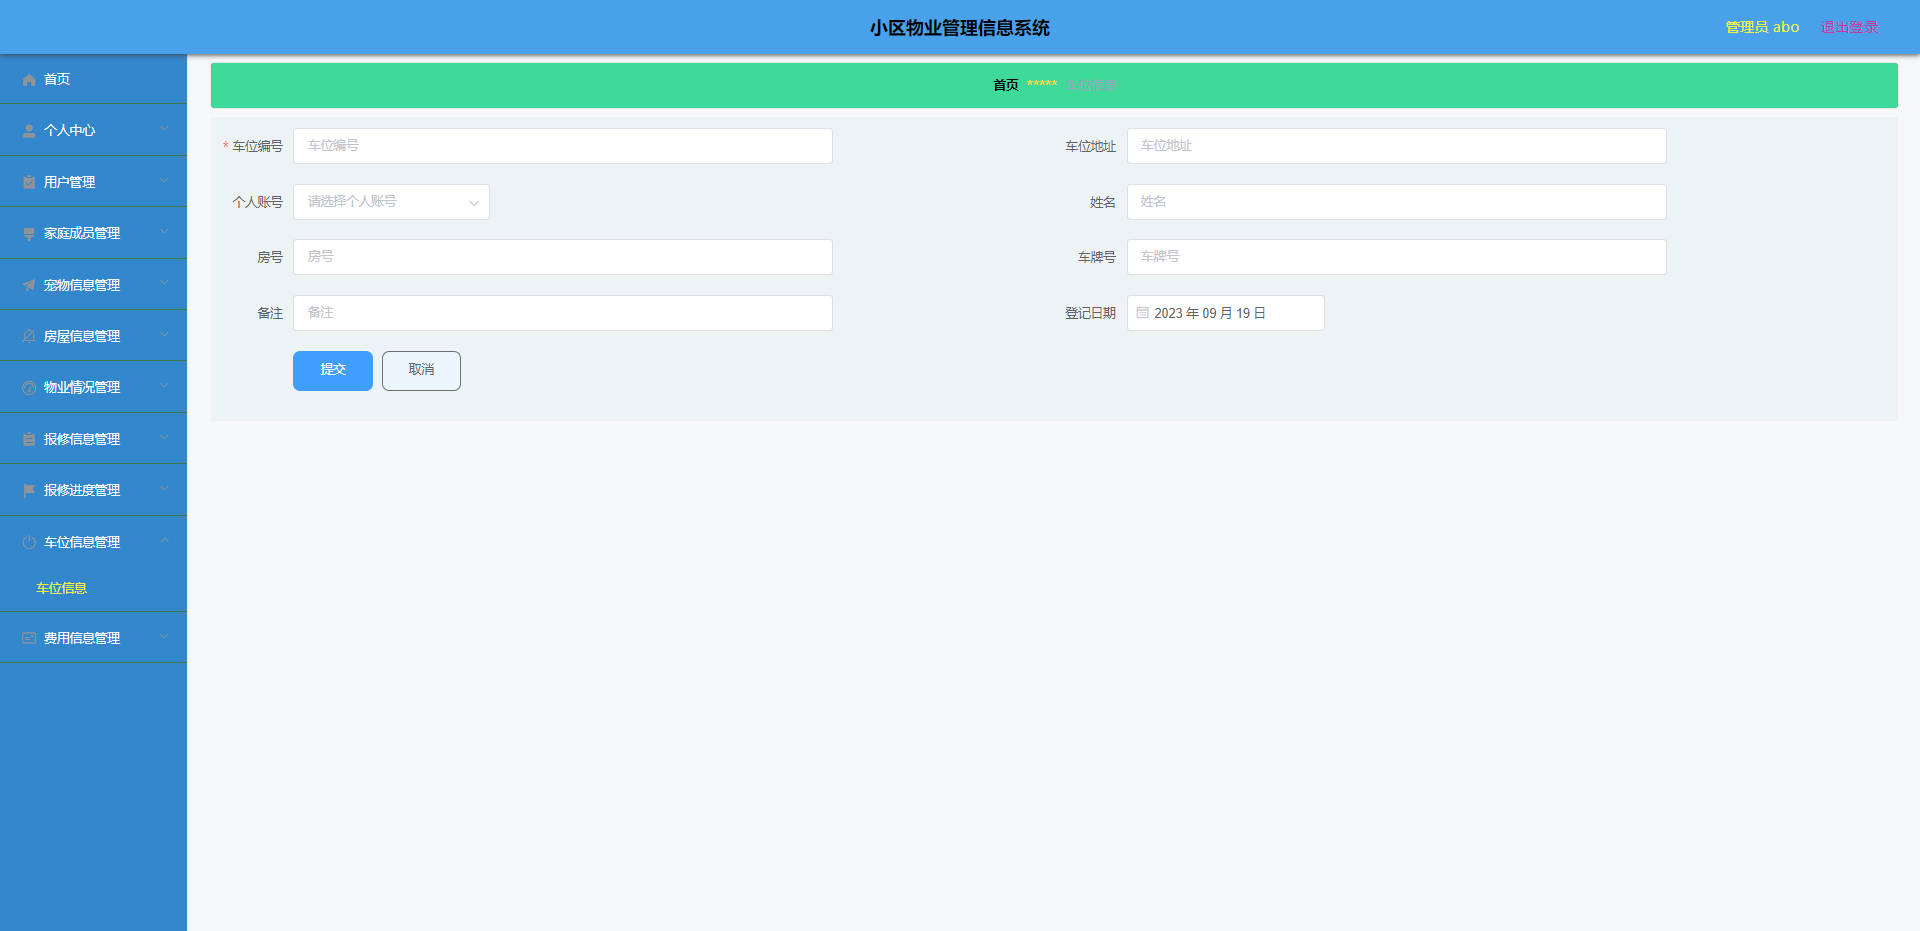 小区物业管理信息系统
管理员 abo 退出登录
首页
个人中心
用户管理
家庭成员管理
宠物信息管理
房屋信息管理
物业情况管理
报修信息管理
报修进度管理
车位信息管理
车位信息
费用信息管理
首页 ***** 车位信息
* 车位编号 车位编号
车位地址 车位地址
个人账号 请选择个人账号
姓名 姓名
房号 房号
车牌号 车牌号
备注 备注
登记日期 2023 年 09 月 19 日
提交 取消